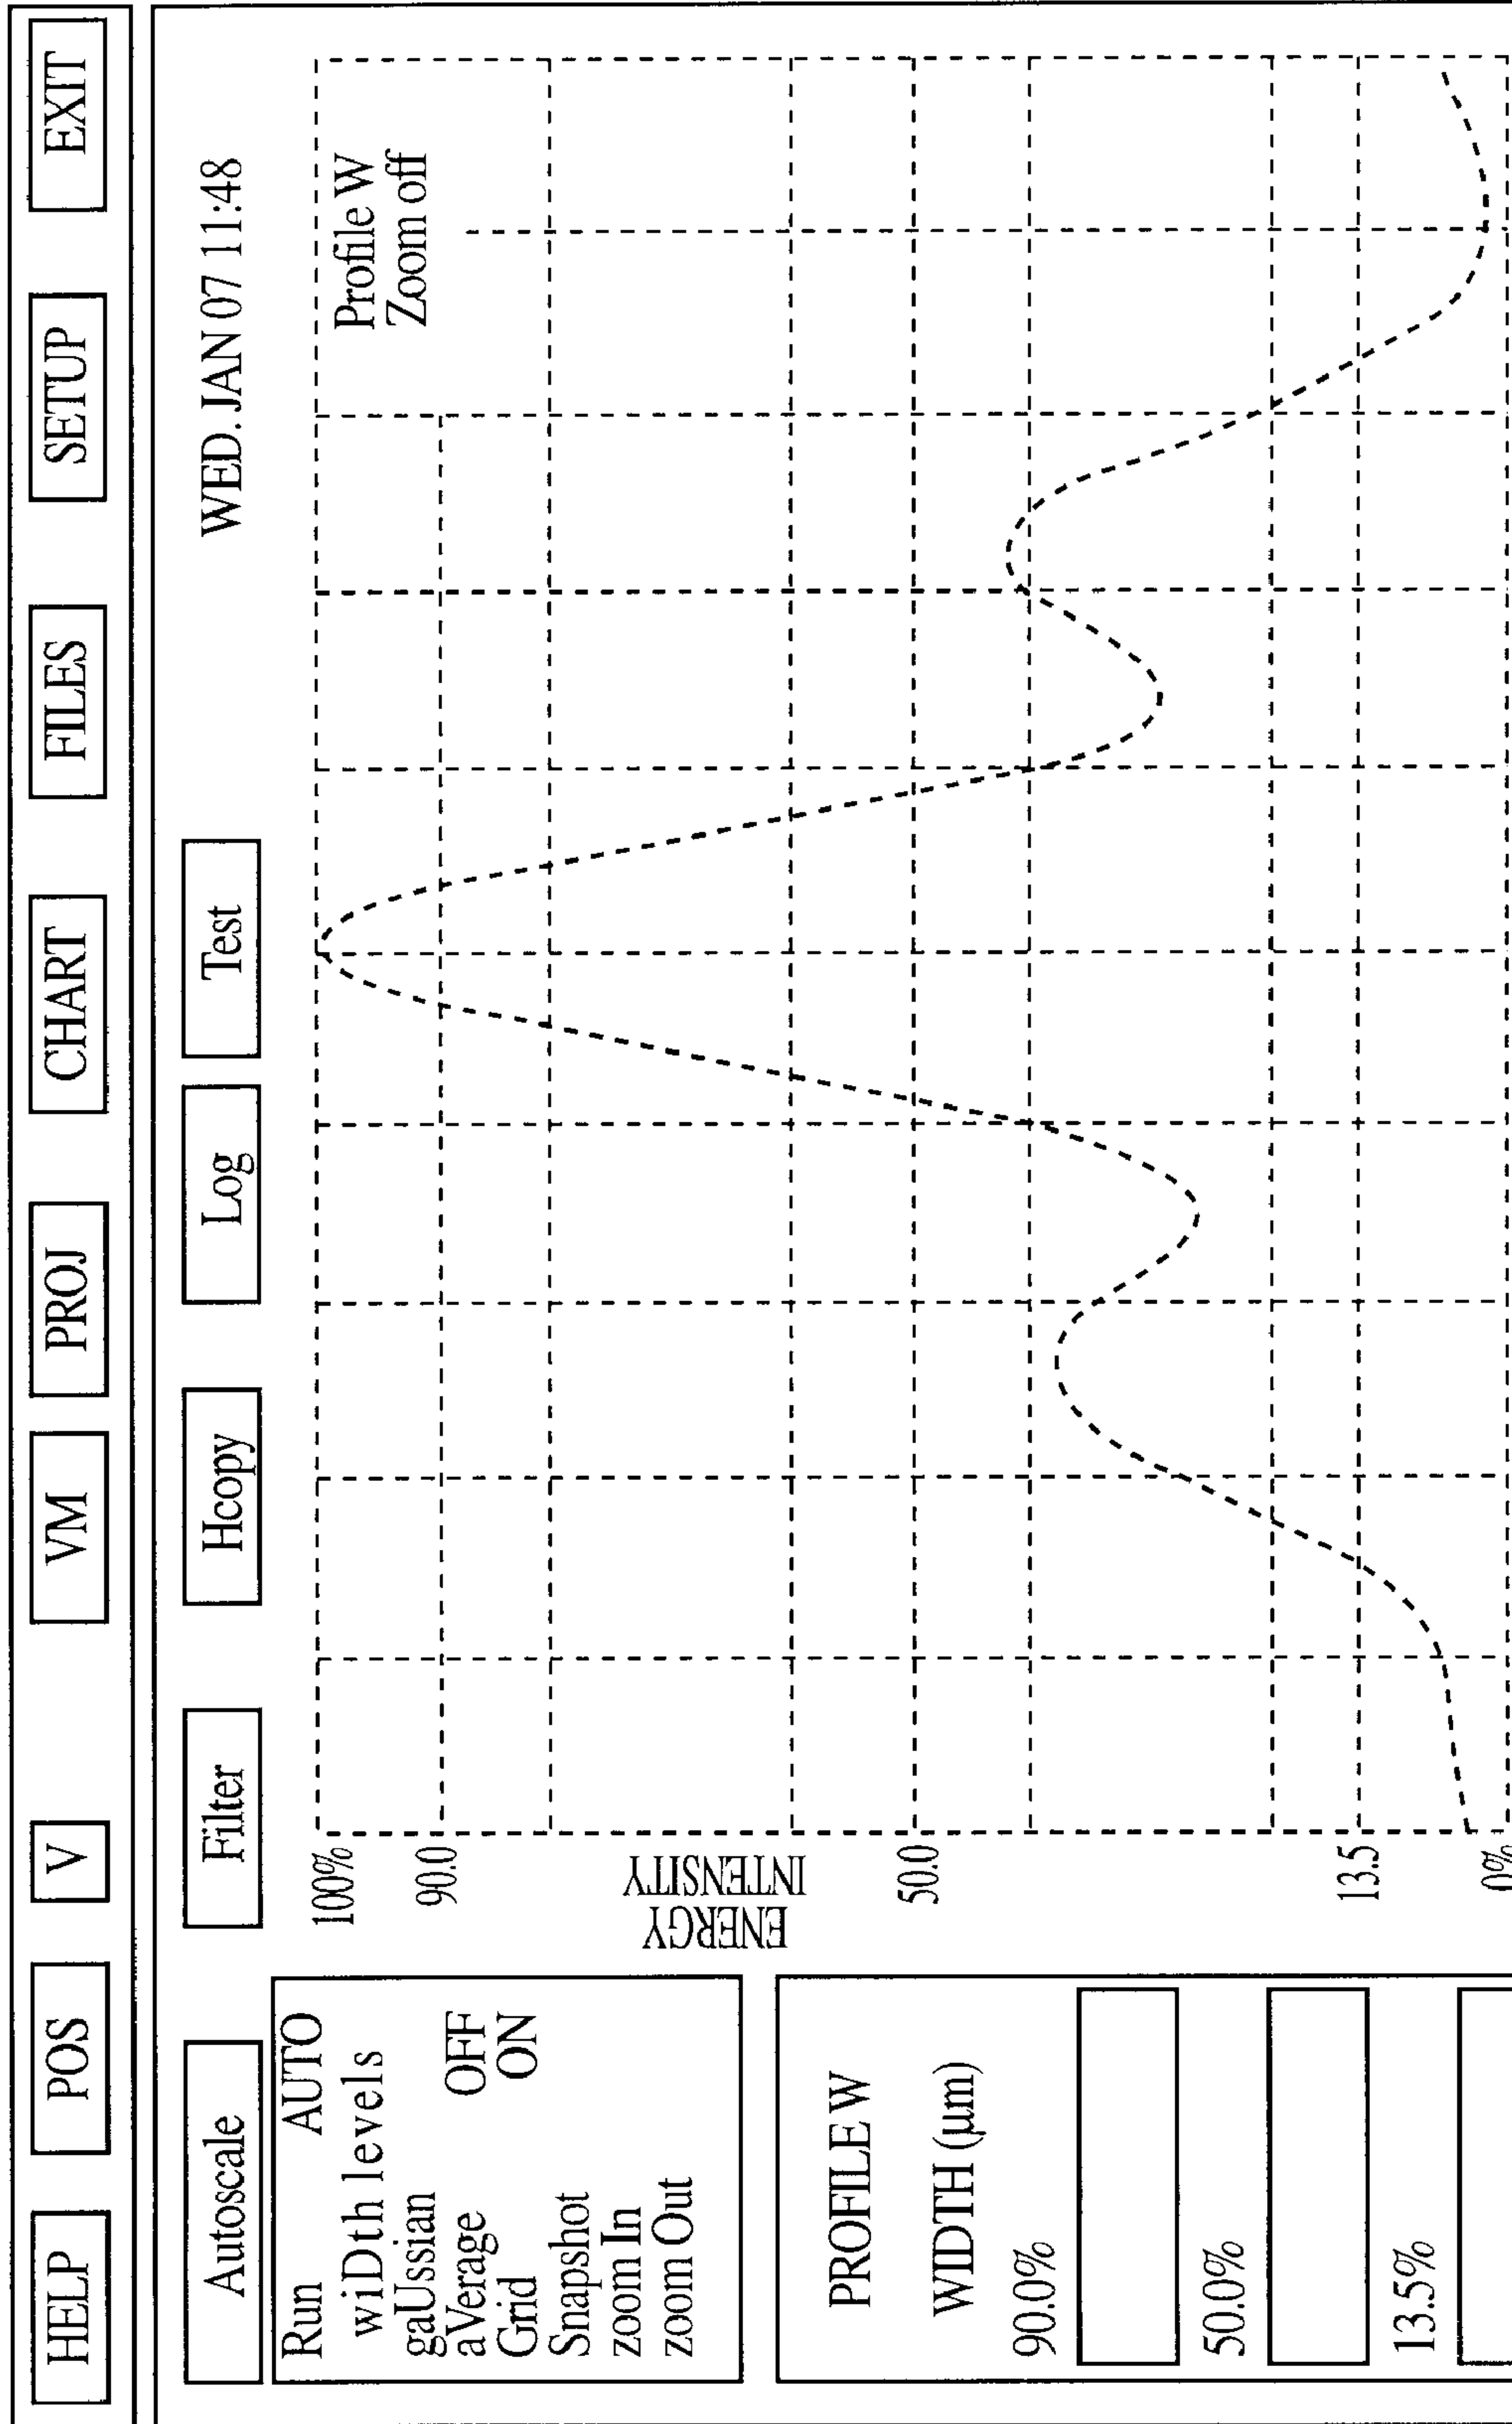 HELP POS V VM PROJ CHART FILES SETUP EXIT
Autoscale Filter Hcopy Log Test WED. JAN 07 11:48
Run AUTO
wiDth levels
gaUssian
aVerage OFF
Grid ON
Snapshot
zoom In
zoom Out
PROFILE W
WIDTH (µm)
90.0%
50.0%
13.5%
100%
90.0
ENERGY
INTENSITY
50.0
13.5
0%
Profile W
Zoom off